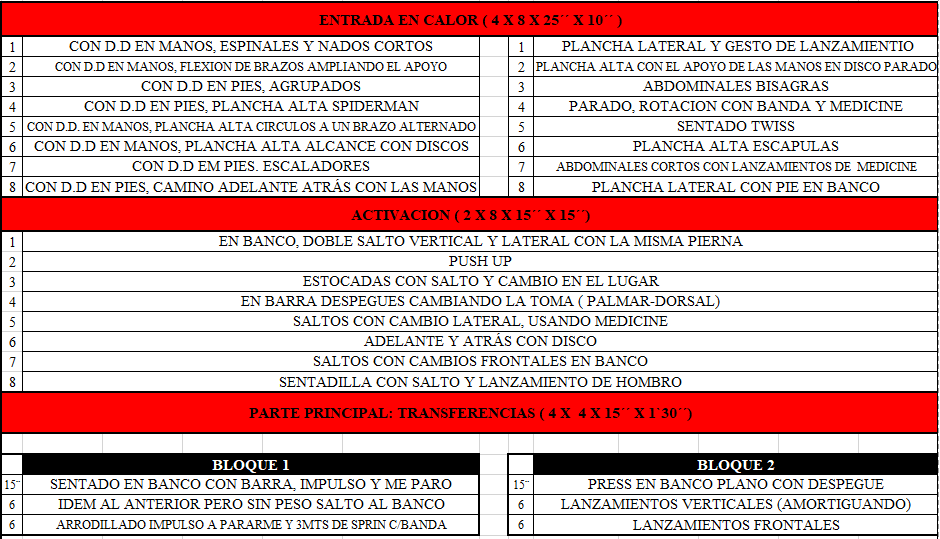 ENTRADA EN CALOR ( 4 X 8 X 25´´ X 10´´ )
1 CON D.D EN MANOS, ESPINALES Y NADOS CORTOS 1 PLANCHA LATERAL Y GESTO DE LANZAMIENTIO
2 CON D.D EN MANOS, FLEXION DE BRAZOS AMPLIANDO EL APOYO 2 PLANCHA ALTA CON EL APOYO DE LAS MANOS EN DISCO PARADO
3 CON D.D EN PIES, AGRUPADOS 3 ABDOMINALES BISAGRAS
4 CON D.D EN PIES, PLANCHA ALTA SPIDERMAN 4 PARADO, ROTACION CON BANDA Y MEDICINE
5 CON D.D. EN MANOS, PLANCHA ALTA CIRCULOS A UN BRAZO ALTERNADO 5 SENTADO TWISS
6 CON D.D EN MANOS, PLANCHA ALTA ALCANCE CON DISCOS 6 PLANCHA ALTA ESCAPULAS
7 CON D.D EM PIES. ESCALADORES 7 ABDOMINALES CORTOS CON LANZAMIENTOS DE MEDICINE
8 CON D.D EN PIES, CAMINO ADELANTE ATRÁS CON LAS MANOS 8 PLANCHA LATERAL CON PIE EN BANCO
ACTIVACION ( 2 X 8 X 15´´ X 15´´)
1 EN BANCO, DOBLE SALTO VERTICAL Y LATERAL CON LA MISMA PIERNA
2 PUSH UP
3 ESTOCADAS CON SALTO Y CAMBIO EN EL LUGAR
4 EN BARRA DESPEGUES CAMBIANDO LA TOMA ( PALMAR-DORSAL)
5 SALTOS CON CAMBIO LATERAL, USANDO MEDICINE
6 ADELANTE Y ATRÁS CON DISCO
7 SALTOS CON CAMBIOS FRONTALES EN BANCO
8 SENTADILLA CON SALTO Y LANZAMIENTO DE HOMBRO
PARTE PRINCIPAL: TRANSFERENCIAS ( 4 X 4 X 15´´ X 1´30´´)
BLOQUE 1 BLOQUE 2
15´´ SENTADO EN BANCO CON BARRA, IMPULSO Y ME PARO 15´´ PRESS EN BANCO PLANO CON DESPEGUE
6 IDEM AL ANTERIOR PERO SIN PESO SALTO AL BANCO 6 LANZAMIENTOS VERTICALES (AMORTIGUANDO)
6 ARRODILLADO IMPULSO A PARARME Y 3MTS DE SPRIN C/BANDA 6 LANZAMIENTOS FRONTALES